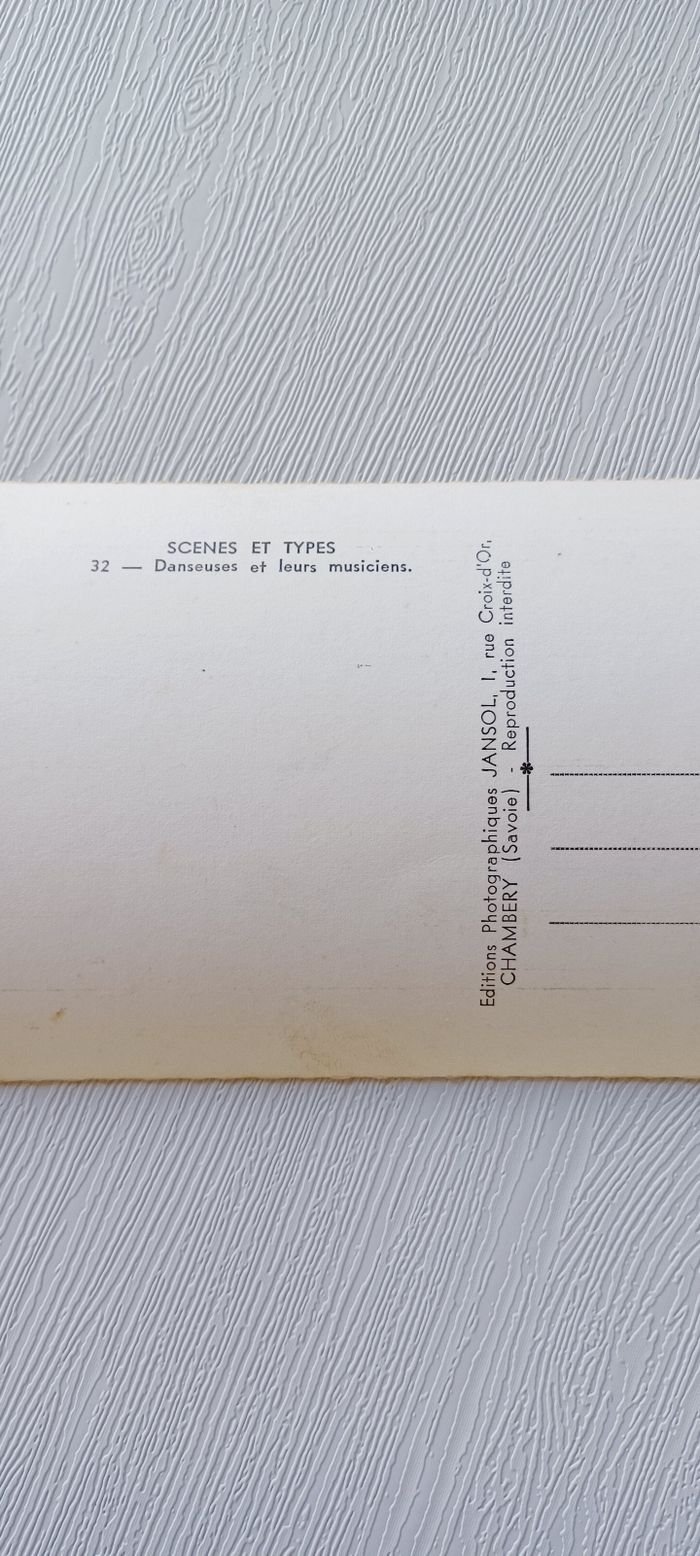 SCENES ET TYPES
32 — Danseuses et leurs musiciens.
Editions Photographiques JANSOL, 1, rue Croix-d'Or,
CHAMBERY (Savoie) - Reproduction interdite